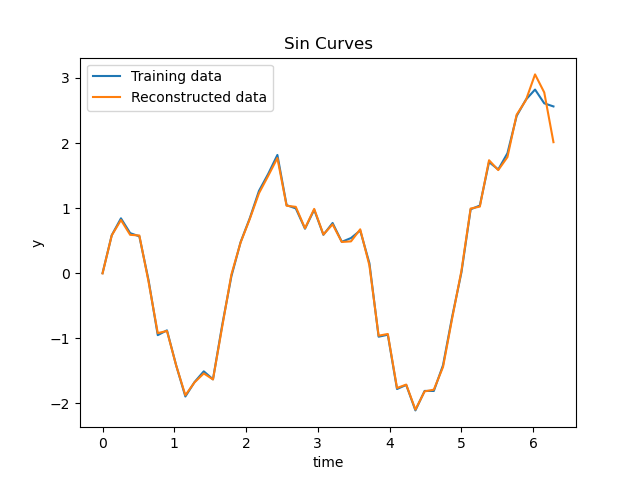 Sin Curves
Training data
Reconstructed data
3
2
1
0
−1
−2
y
0 1 2 3 4 5 6
time